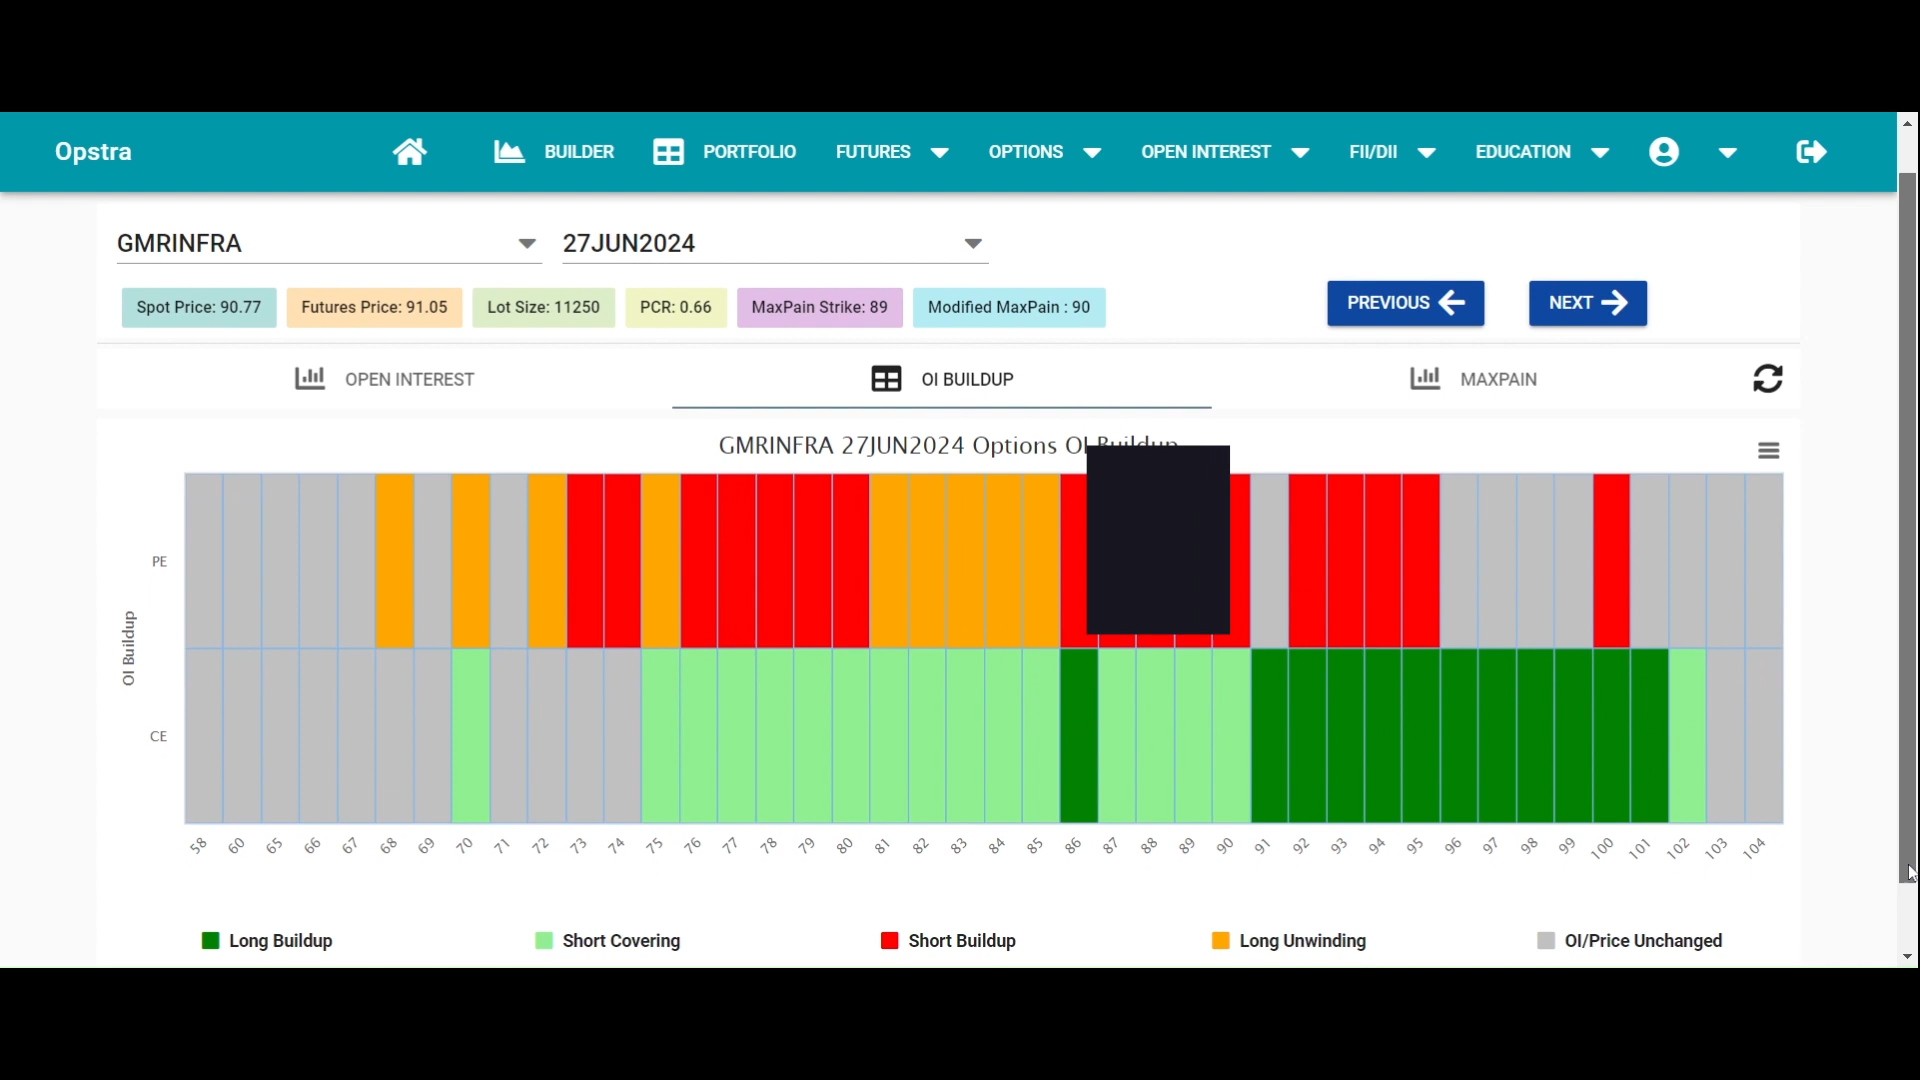 Opstra BUILDER PORTFOLIO FUTURES OPTIONS OPEN INTEREST FII/DII EDUCATION
GMRINFRA 27JUN2024
Spot Price: 90.77 Futures Price: 91.05 Lot Size: 11250 PCR: 0.66 MaxPain Strike: 89 Modified MaxPain : 90 PREVIOUS NEXT
OPEN INTEREST OI BUILDUP MAXPAIN
GMRINFRA 27JUN2024 Options OI Buildup
PE
OI Buildup
CE
58 60 65 66 67 68 69 70 71 72 73 74 75 76 77 78 79 80 81 82 83 84 85 86 87 88 89 90 91 92 93 94 95 96 97 98 99 100 101 102 103 104
Long Buildup Short Covering Short Buildup Long Unwinding OI/Price Unchanged